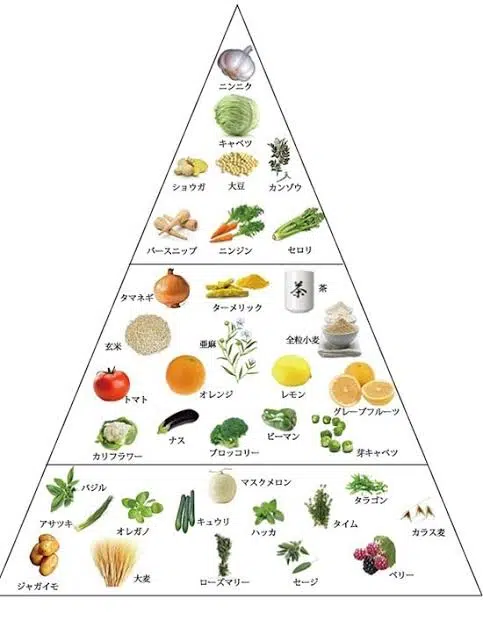 ニンニク
キャベツ
ショウガ
大豆
カンゾウ
パースニップ
ニンジン
セロリ
タマネギ
ターメリック
茶
茶
玄米
亜麻
全粒小麦
トマト
オレンジ
レモン
グレープフルーツ
カリフラワー
ナス
ブロッコリー
ピーマン
芽キャベツ
バジル
マスクメロン
タラゴン
アサツキ
オレガノ
キュウリ
ハッカ
タイム
カラス麦
ジャガイモ
大麦
ローズマリー
セージ
ベリー